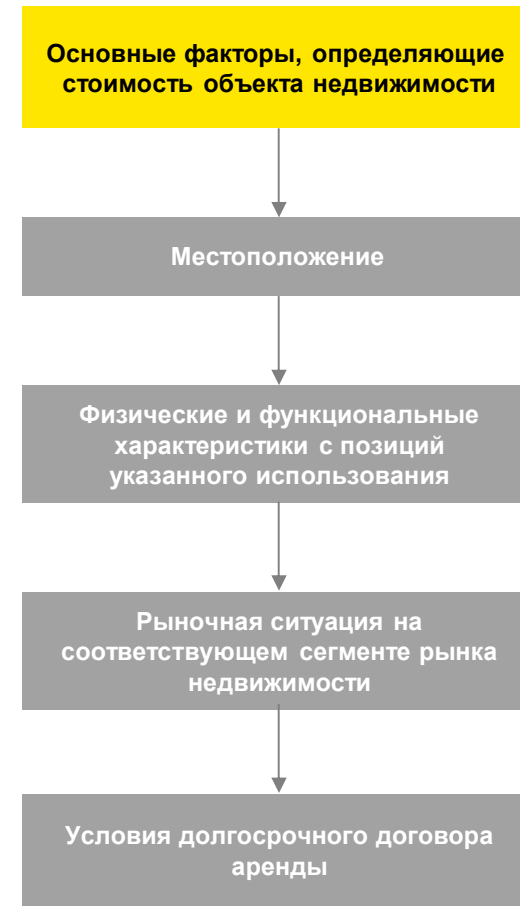 Основные факторы, определяющие
стоимость объекта недвижимости
Местоположение
Физические и функциональные
характеристики с позиций
указанного использования
Рыночная ситуация на
соответствующем сегменте рынка
недвижимости
Условия долгосрочного договора
аренды